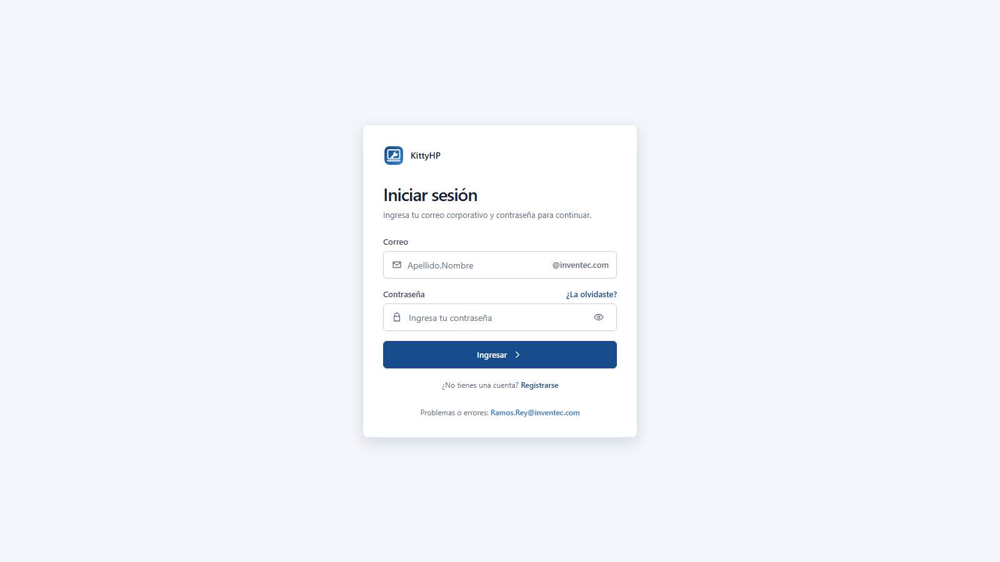 KittyHP
Iniciar sesión
Ingresa tu correo corporativo y contraseña para continuar.
Correo
Apellido.Nombre @inventec.com
Contraseña ¿La olvidaste?
Ingresa tu contraseña
Ingresar
¿No tienes una cuenta? Registrarse
Problemas o errores: Ramos.Rey@inventec.com